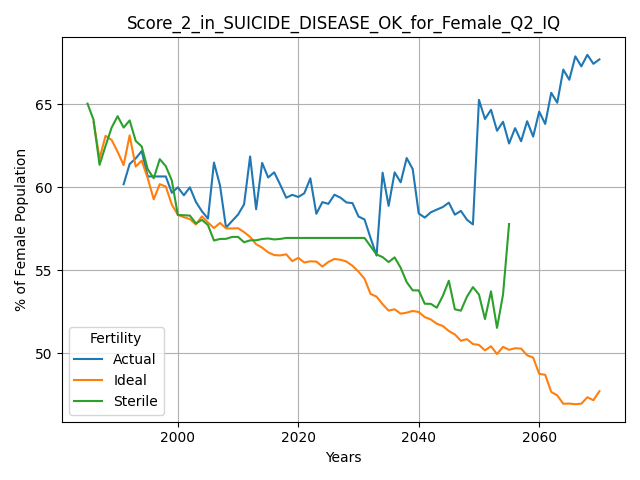 Score_2_in_SUICIDE_DISEASE_OK_for_Female_Q2_IQ
% of Female Population
65
60
55
50
Fertility
Actual
Ideal
Sterile
2000 2020 2040 2060
Years